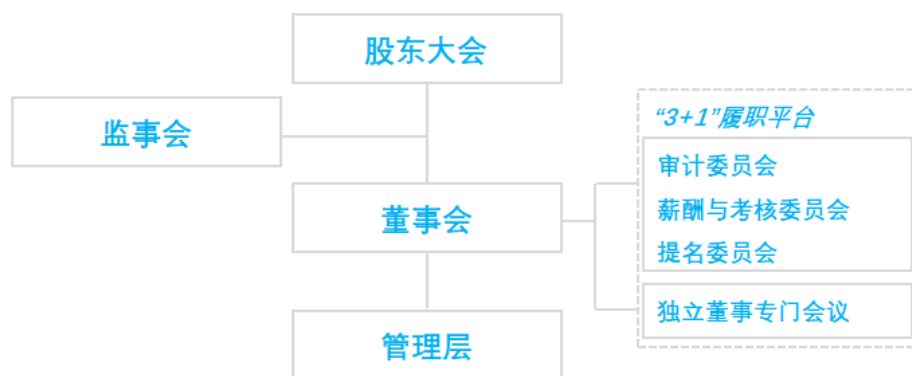 股东大会
监事会
“3+1”履职平台
审计委员会
薪酬与考核委员会
董事会
提名委员会
独立董事专门会议
管理层